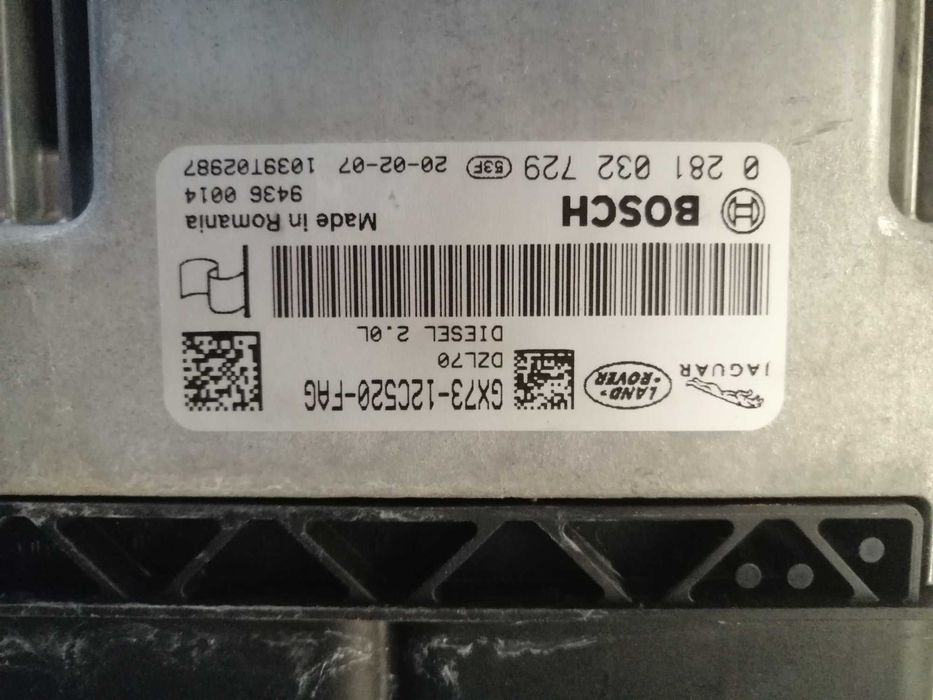 JAGUAR
LAND-
-ROVER
GX73-12C520-FAG
DZL70
DIESEL 2.0L
BOSCH
Made in Romania
9436 0014
0 281 032 729 53F 20-02-07 1039T02987